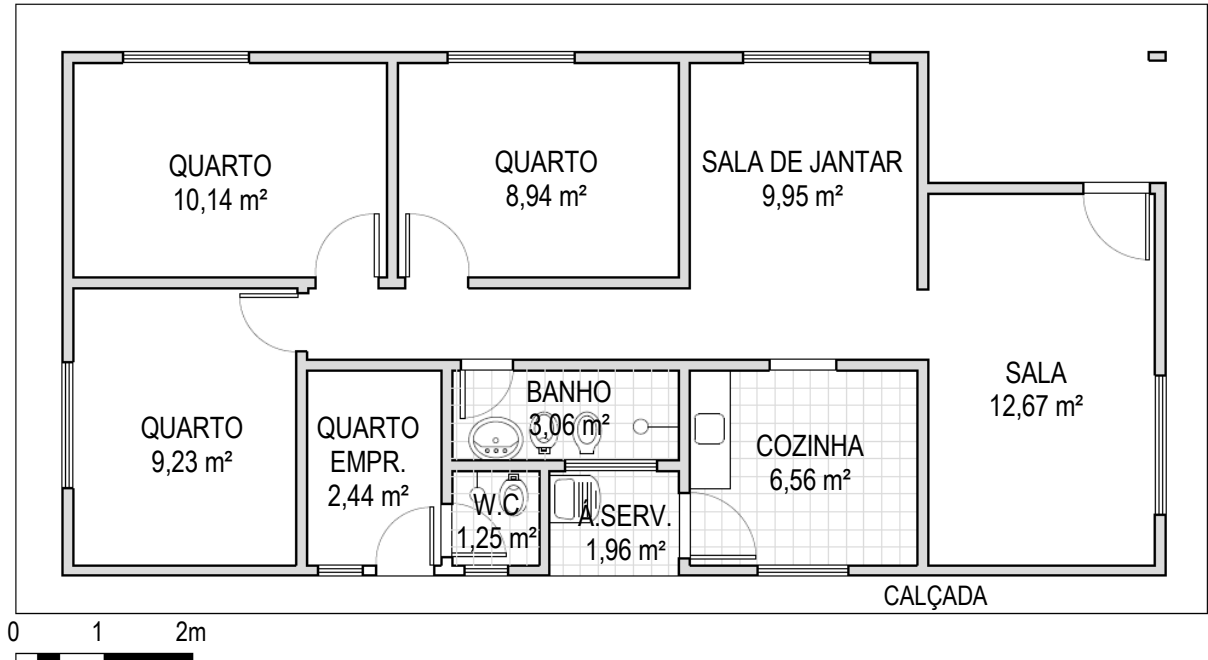 QUARTO
10,14 m²
QUARTO
8,94 m²
SALA DE JANTAR
9,95 m²
QUARTO
9,23 m²
QUARTO
EMPR.
2,44 m²
BANHO
3,06 m²
W.C
1,25 m²
Á.SERV.
1,96 m²
COZINHA
6,56 m²
SALA
12,67 m²
CALÇADA
0 1 2m